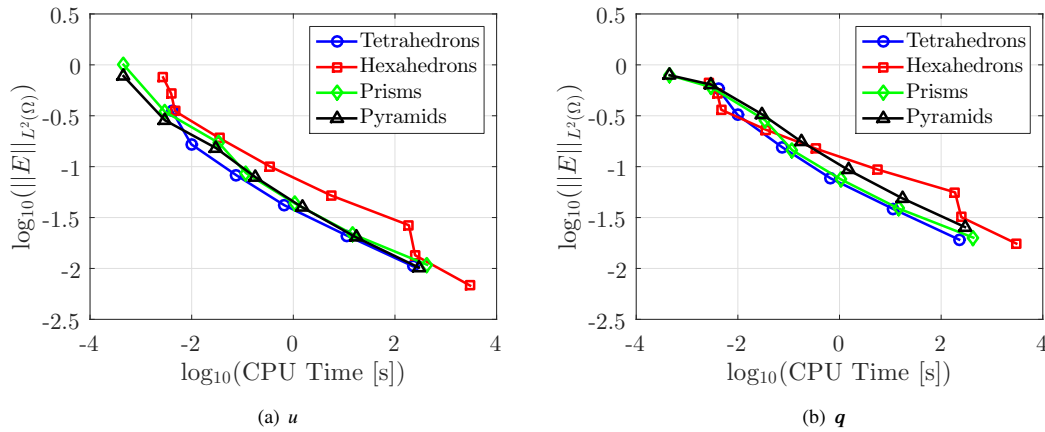 0.5
0
-0.5
-1
-1.5
-2
-2.5
-4
-2
0
2
4
log10(||E||L2(Ω))
log10(CPU Time [s])
Tetrahedrons
Hexahedrons
Prisms
Pyramids
(a) u
0.5
0
-0.5
-1
-1.5
-2
-2.5
-4
-2
0
2
4
log10(||E||L2(Ω))
log10(CPU Time [s])
Tetrahedrons
Hexahedrons
Prisms
Pyramids
(b) q